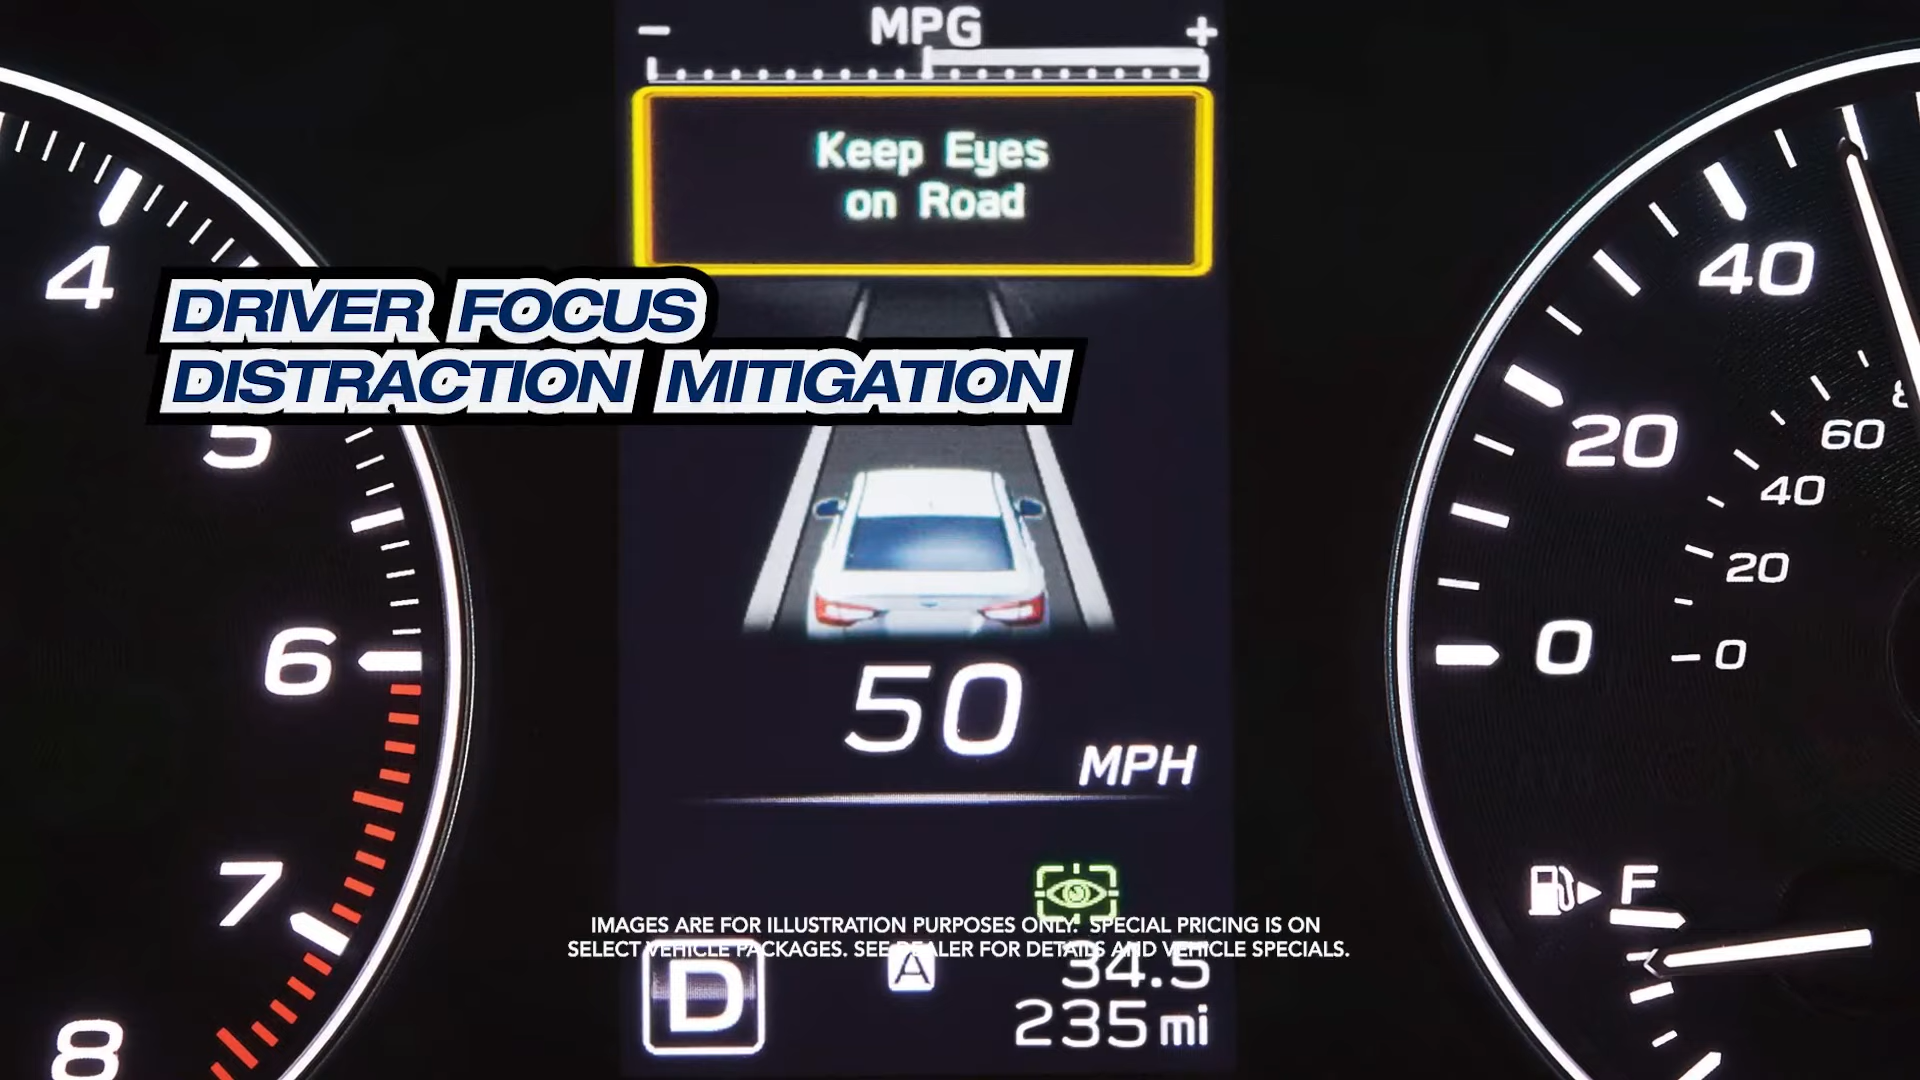 MPG
- +
Keep Eyes
on Road
4
DRIVER FOCUS
DISTRACTION MITIGATION
5
6
7
8
50
MPH
40
20
0
60
40
20
0
F
IMAGES ARE FOR ILLUSTRATION PURPOSES ONLY. SPECIAL PRICING IS ON
SELECT VEHICLE PACKAGES. SEE DEALER FOR DETAILS AND VEHICLE SPECIALS.
D
A
34.5
235 mi